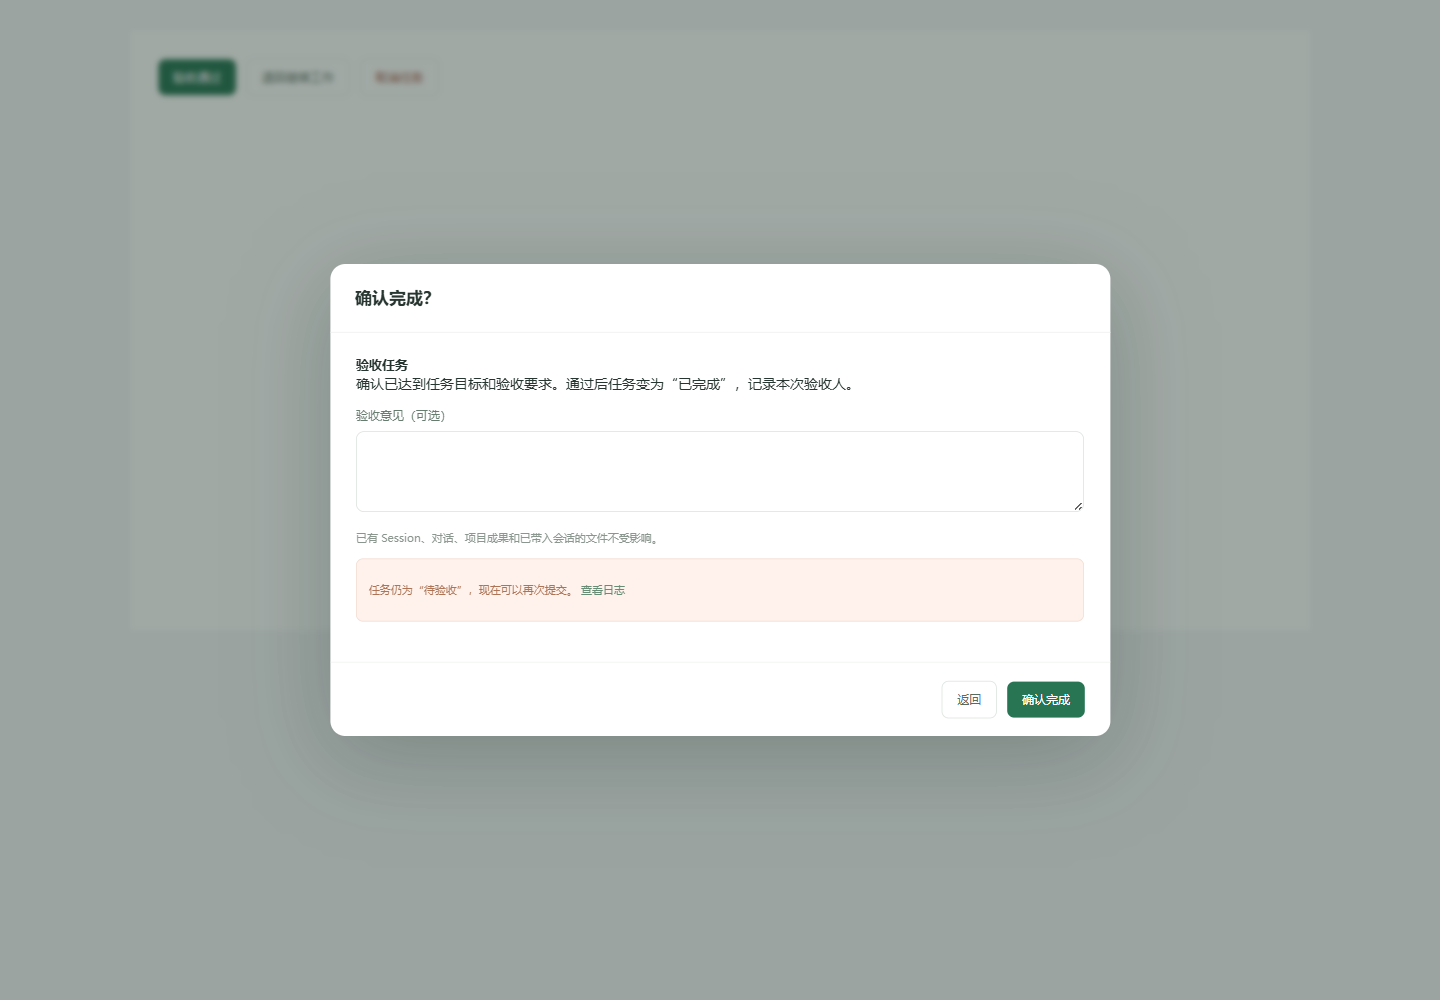 确认完成？
验收任务
确认已达到任务目标和验收要求。通过后任务变为“已完成”，记录本次验收人。
验收意见（可选）
已有 Session、对话、项目成果和已带入会话的文件不受影响。
任务仍为“待验收”，现在可以再次提交。 查看日志
返回
确认完成